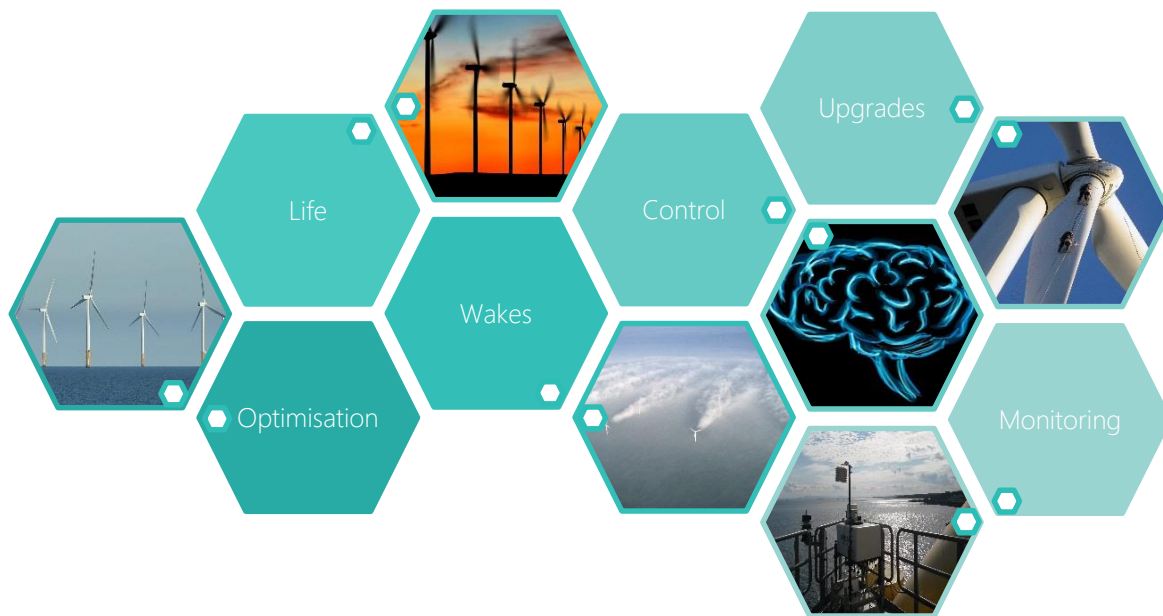 Upgrades
Life
Control
Wakes
Optimisation
Monitoring